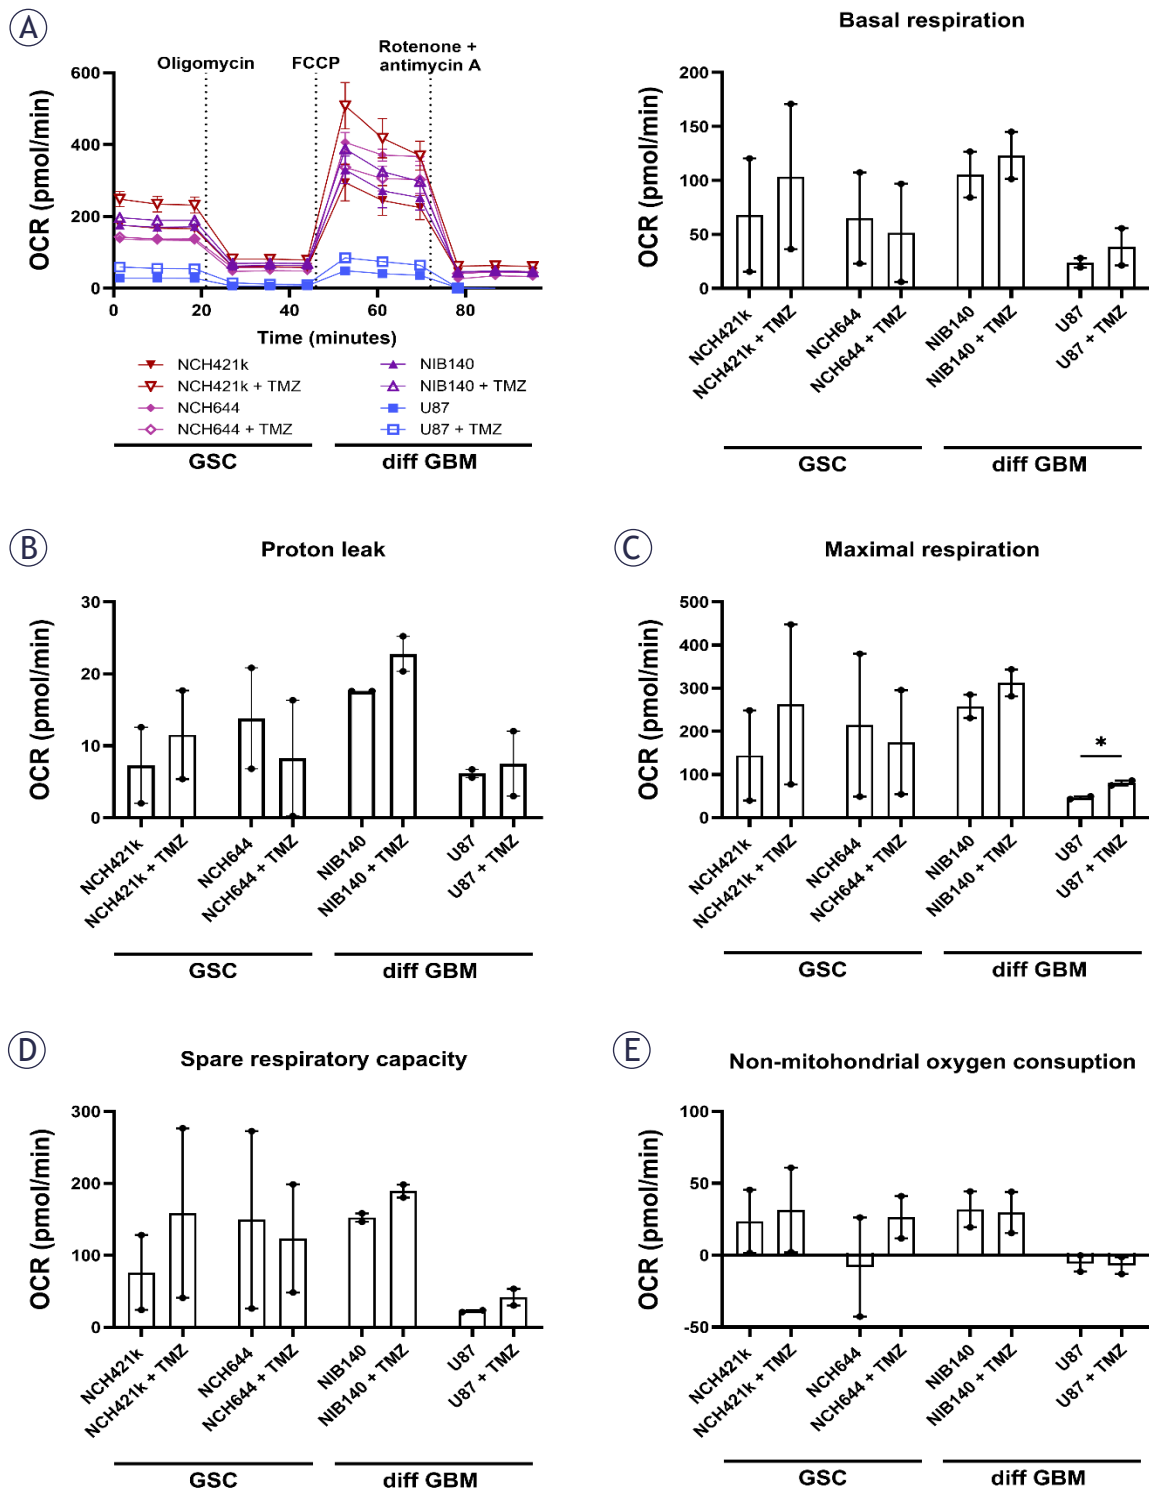 A
Oligomycin
FCCP
Rotenone +
antimycin A
OCR (pmol/min)
600
400
200
0
0
20
40
60
80
Time (minutes)
NCH421k
NCH421k + TMZ
NCH644
NCH644 + TMZ
NIB140
NIB140 + TMZ
U87
U87 + TMZ
GSC
diff GBM
Basal respiration
OCR (pmol/min)
200
150
100
50
0
NCH421k
NCH421k + TMZ
NCH644
NCH644 + TMZ
NIB140
NIB140 + TMZ
U87
U87 + TMZ
GSC
diff GBM
B
Proton leak
OCR (pmol/min)
30
20
10
0
NCH421k
NCH421k + TMZ
NCH644
NCH644 + TMZ
NIB140
NIB140 + TMZ
U87
U87 + TMZ
GSC
diff GBM
C
Maximal respiration
OCR (pmol/min)
500
400
300
200
100
0
*
NCH421k
NCH421k + TMZ
NCH644
NCH644 + TMZ
NIB140
NIB140 + TMZ
U87
U87 + TMZ
GSC
diff GBM
D
Spare respiratory capacity
OCR (pmol/min)
300
200
100
0
NCH421k
NCH421k + TMZ
NCH644
NCH644 + TMZ
NIB140
NIB140 + TMZ
U87
U87 + TMZ
GSC
diff GBM
E
Non-mitohondrial oxygen consuption
OCR (pmol/min)
100
50
0
-50
NCH421k
NCH421k + TMZ
NCH644
NCH644 + TMZ
NIB140
NIB140 + TMZ
U87
U87 + TMZ
GSC
diff GBM